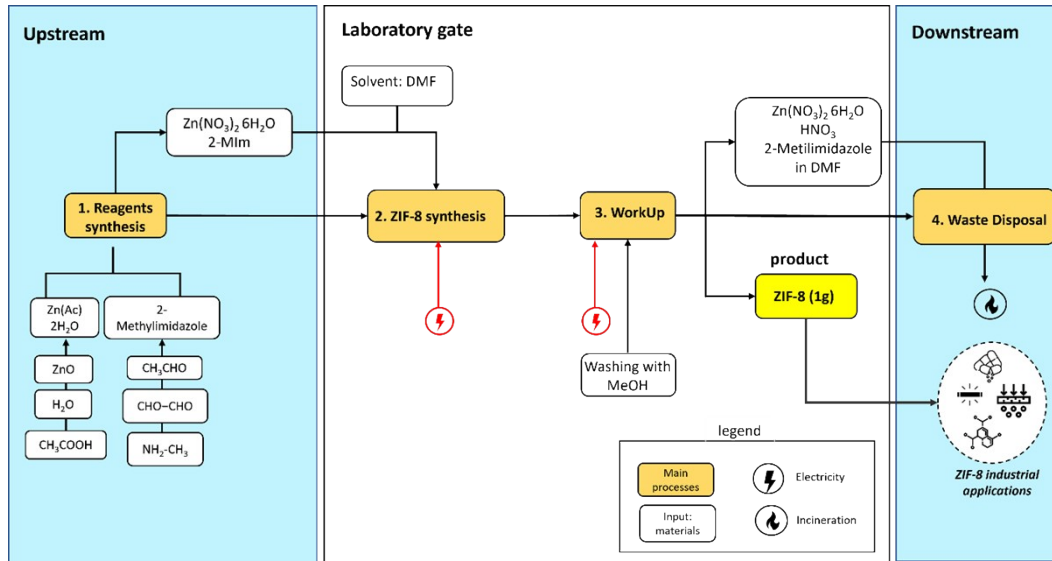 Upstream
Zn(NO₃)₂ 6H₂O
2-MIm
1. Reagents
synthesis
Zn(Ac)
2H₂O
ZnO
H₂O
CH₃COOH
2-
Methylimidazole
CH₃CHO
CHO–CHO
NH₂-CH₃
Laboratory gate
Solvent: DMF
2. ZIF-8 synthesis
3. WorkUp
Washing with
MeOH
Zn(NO₃)₂ 6H₂O
HNO₃
2-Metilimidazole
in DMF
product
ZIF-8 (1g)
legend
Main
processes
Electricity
Input:
materials
Incineration
Downstream
4. Waste Disposal
ZIF-8 industrial
applications